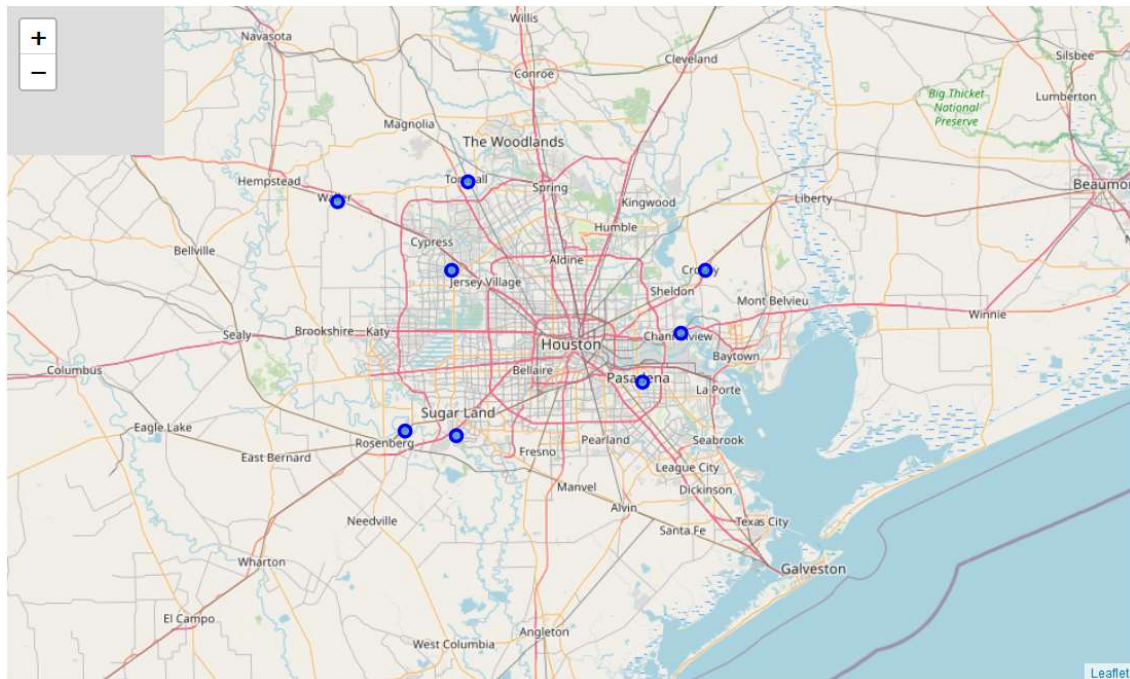 +
−
Willis
Navasota
Cleveland
Silsbee
Conroe
Lumberton
Big Thicket
National
Preserve
Magnolia
The Woodlands
Hempstead
Spring
Beaumon
Liberty
Kingwood
Humble
Cypress
Bellville
Aldine
Jersey Village
Sheldon
Mont Belvieu
Winnie
Brookshire
Katy
Sealy
Houston
Baytown
Columbus
Bellaire
La Porte
Sugar Land
Eagle Lake
Rosenberg
Pearland
Seabrook
East Bernard
Fresno
League City
Manvel
Dickinson
Alvin
Needville
Texas City
Santa Fe
Wharton
Galveston
El Campo
Angleton
West Columbia
Leaflet